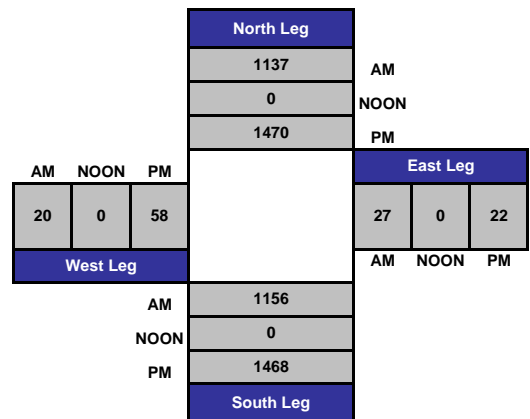 North Leg
1137 AM
0 NOON
1470 PM
AM NOON PM
East Leg
20 0 58
27 0 22
West Leg
AM NOON PM
AM 1156
NOON 0
PM 1468
South Leg